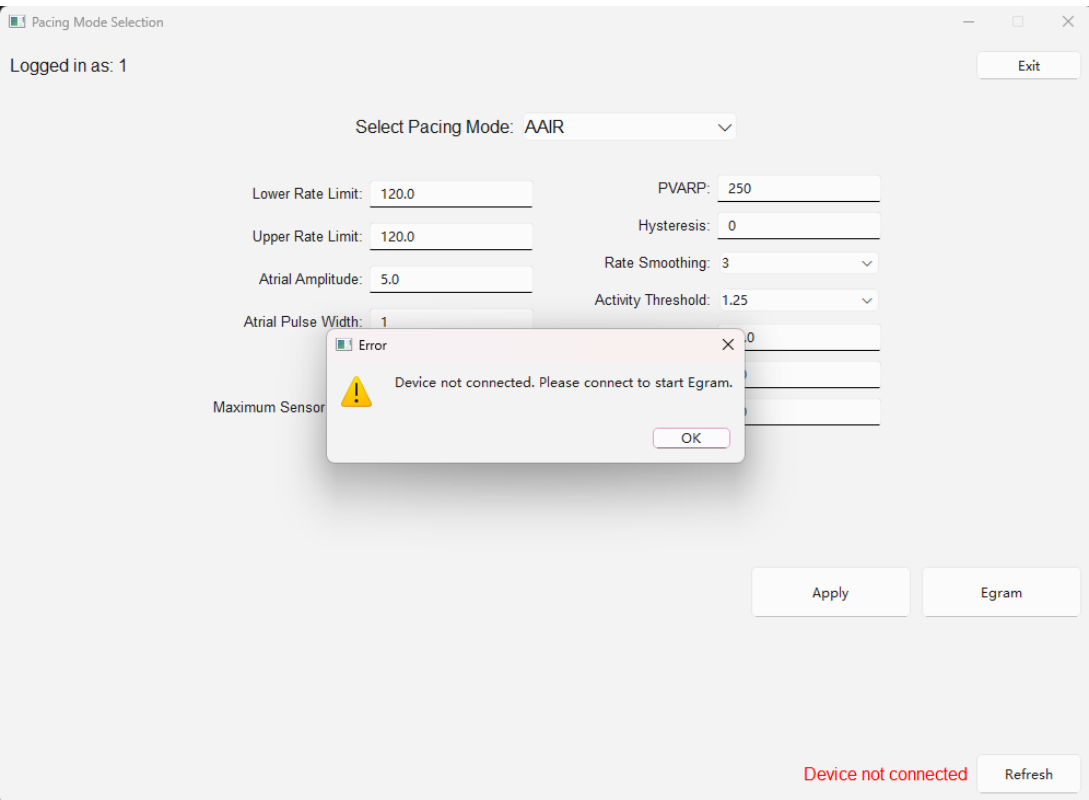 Pacing Mode Selection
Logged in as: 1
Exit
Select Pacing Mode: AAIR
Lower Rate Limit: 120.0
Upper Rate Limit: 120.0
Atrial Amplitude: 5.0
Atrial Pulse Width: 1
Maximum Sensor
PVARP: 250
Hysteresis: 0
Rate Smoothing: 3
Activity Threshold: 1.25
.0
Error
Device not connected. Please connect to start Egram.
OK
Apply
Egram
Device not connected
Refresh